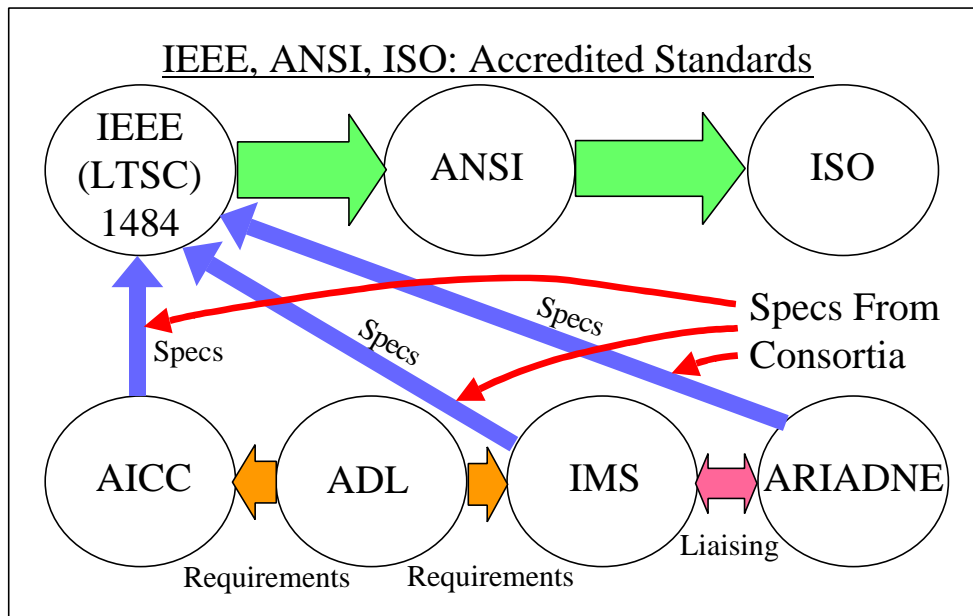 IEEE, ANSI, ISO: Accredited Standards
IEEE
(LTSC)
1484
ANSI
ISO
Specs
Specs
Specs
Specs From
Consortia
AICC
ADL
IMS
ARIADNE
Requirements
Requirements
Liaising